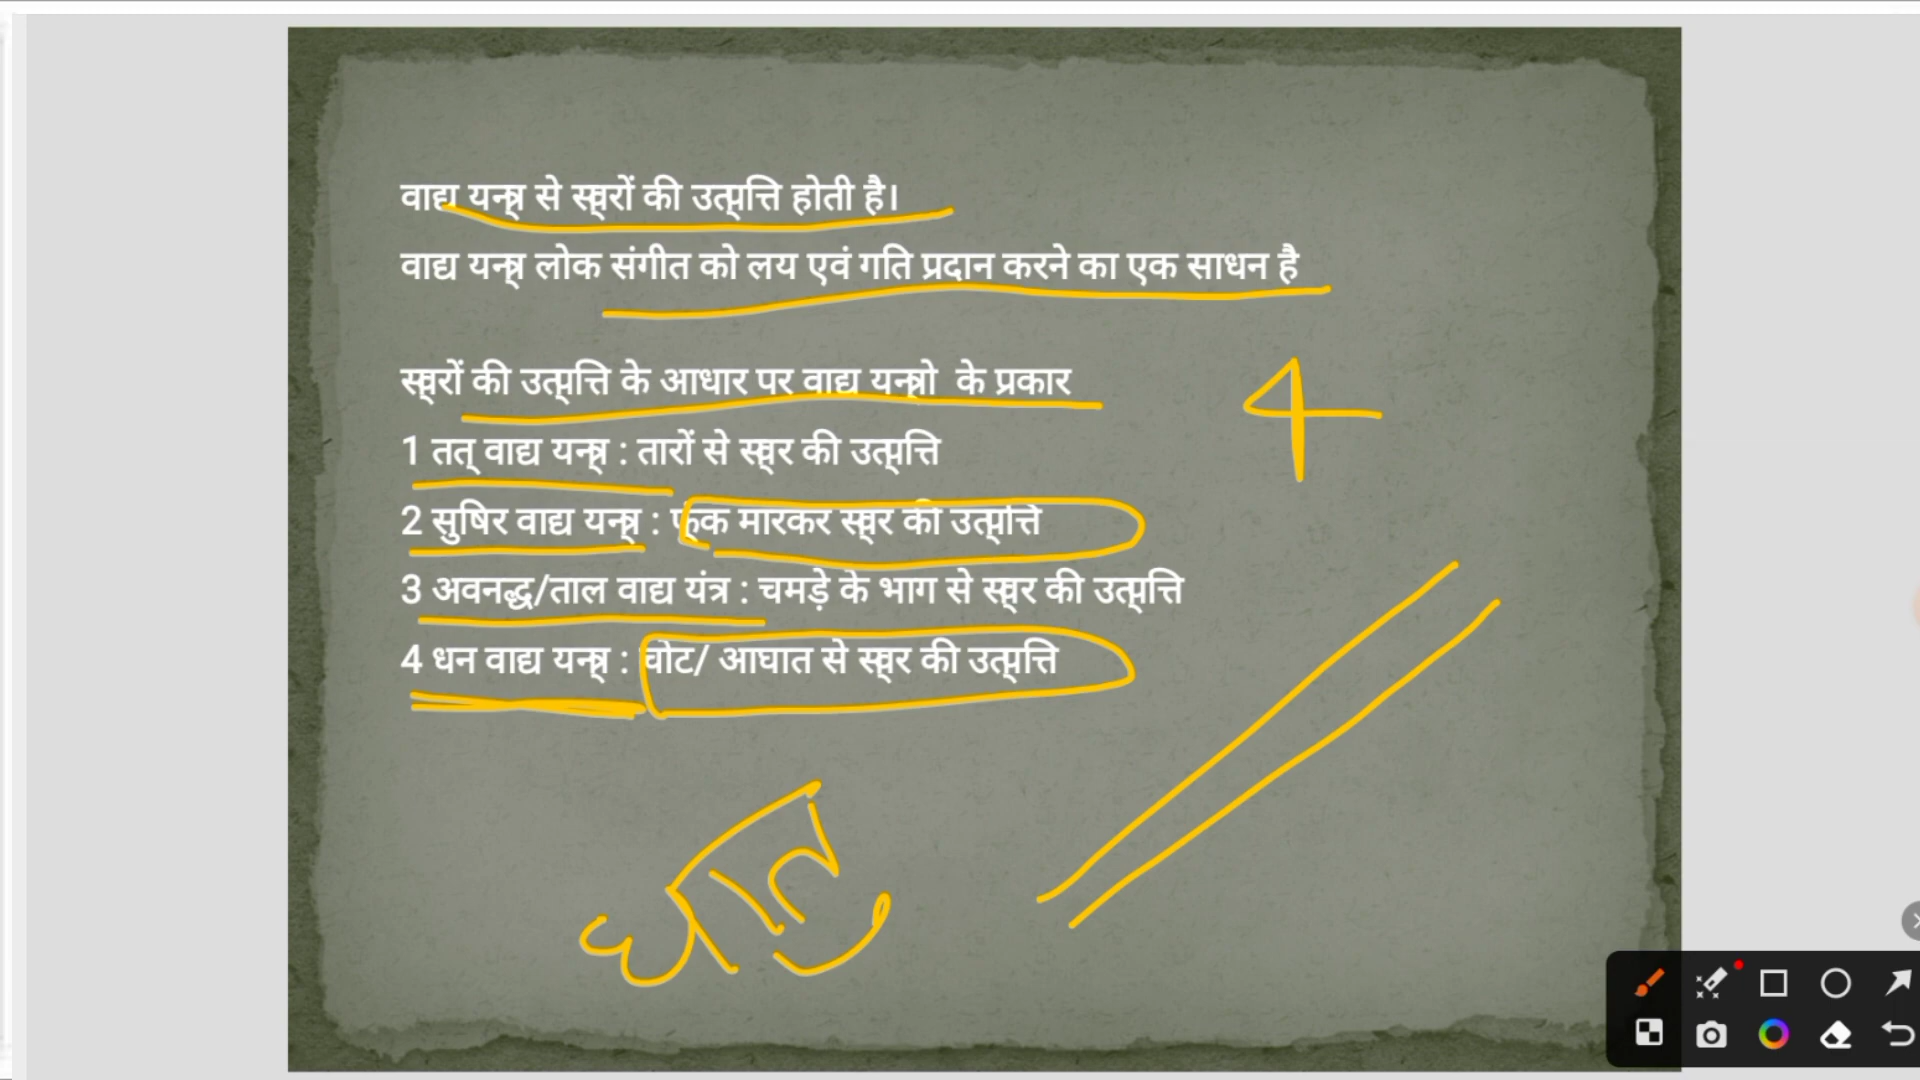 वाद्य यन्त्र से स्वरों की उत्पत्ति होती है।
वाद्य यन्त्र लोक संगीत को लय एवं गति प्रदान करने का एक साधन है
स्वरों की उत्पत्ति के आधार पर वाद्य यन्त्रो के प्रकार
4
1 तत् वाद्य यन्त्र : तारों से स्वर की उत्पत्ति
2 सुषिर वाद्य यन्त्र : फूंक मारकर स्वर की उत्पत्ति
3 अवनद्ध/ताल वाद्य यंत्र : चमड़े के भाग से स्वर की उत्पत्ति
4 धन वाद्य यन्त्र : चोट/ आघात से स्वर की उत्पत्ति
धातु